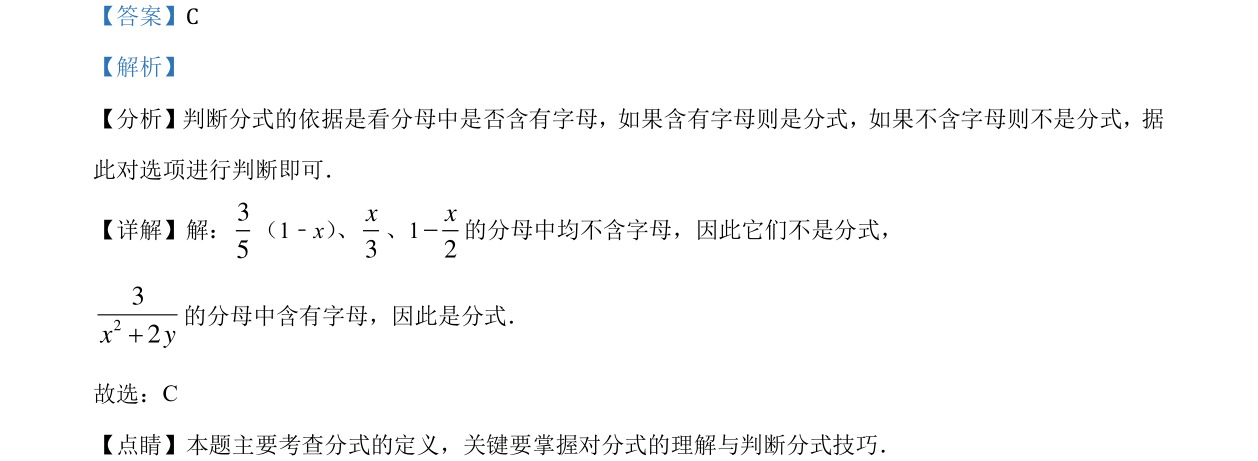 【答案】C
【解析】
【分析】判断分式的依据是看分母中是否含有字母，如果含有字母则是分式，如果不含字母则不是分式，据
此对选项进行判断即可．
【详解】解：$\frac{3}{5}$（1﹣x）、$\frac{x}{3}$、$1-\frac{x}{2}$的分母中均不含字母，因此它们不是分式，
$\frac{3}{x^2+2y}$的分母中含有字母，因此是分式．
故选：C
【点睛】本题主要考查分式的定义，关键要掌握对分式的理解与判断分式技巧．